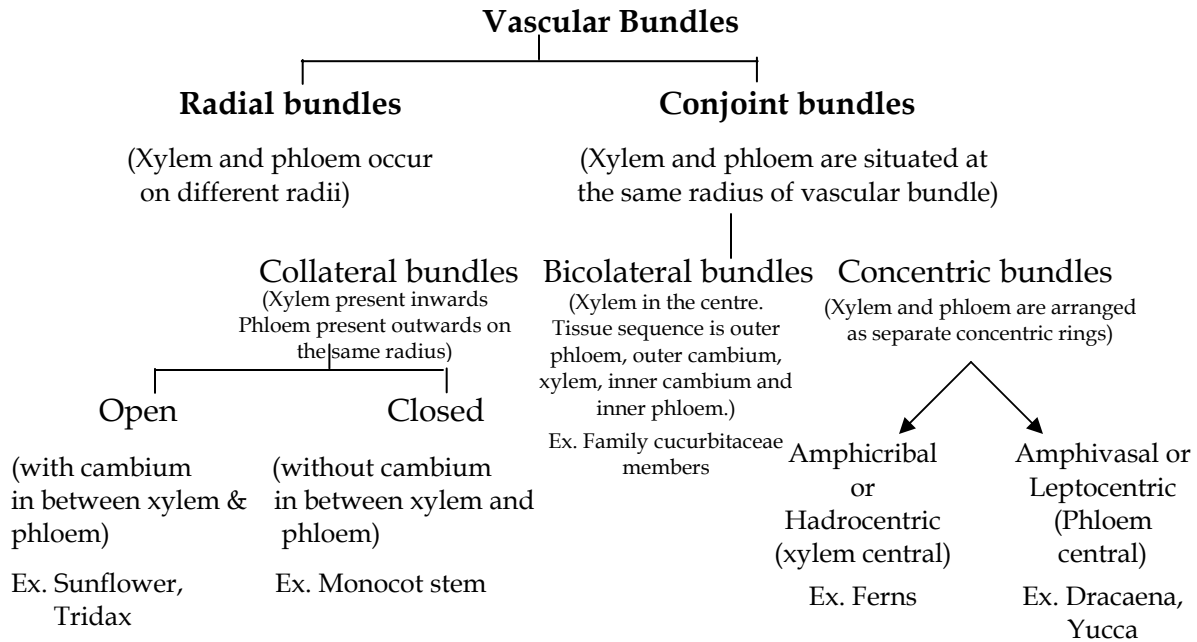 Vascular Bundles
Radial bundles
(Xylem and phloem occur
on different radii)
Conjoint bundles
(Xylem and phloem are situated at
the same radius of vascular bundle)
Collateral bundles
(Xylem present inwards
Phloem present outwards on
the same radius)
Open
(with cambium
in between xylem &
phloem)
Ex. Sunflower,
Tridax
Closed
(without cambium
in between xylem and
phloem)
Ex. Monocot stem
Bicolateral bundles
(Xylem in the centre.
Tissue sequence is outer
phloem, outer cambium,
xylem, inner cambium and
inner phloem.)
Ex. Family cucurbitaceae
members
Concentric bundles
(Xylem and phloem are arranged
as separate concentric rings)
Amphicribal
or
Hadrocentric
(xylem central)
Ex. Ferns
Amphivasal or
Leptocentric
(Phloem
central)
Ex. Dracaena,
Yucca